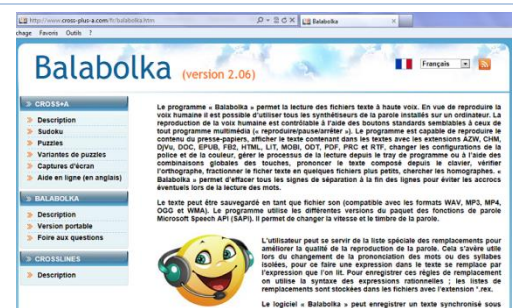 http://www.cross-plus-a.com/fr/balabolka.htm
Balabolka
chage Favoris Outils ?
Balabolka (version 2.06)
Français
CROSS+A
Description
Sudoku
Puzzles
Variantes de puzzles
Captures d'écran
Aide en ligne (en anglais)
BALABOLKA
Description
Version portable
Foire aux questions
CROSSLINES
Description
Le programme « Balabolka » permet la lecture des fichiers texte à haute voix. En vue de reproduire la
voix humaine il est possible d'utiliser tous les synthétiseurs de la parole installés sur un ordinateur. La
reproduction de la voix humaine est contrôlable à l'aide des boutons standards semblables à ceux de
tout programme multimédia (« reproduire/pause/arrêter »). Le programme est capable de reproduire le
contenu du presse-papiers, afficher le texte contenant dans les textes avec les extensions AZW, CHM,
DjVu, DOC, EPUB, FB2, HTML, LIT, MOBI, ODT, PDF, PRC et RTF, changer les configurations de la
police et de la couleur, gérer le processus de la lecture depuis le tray de programme ou à l'aide des
combinaisons globales des touches, prononcer le texte composé depuis le clavier, vérifier
l'orthographe, fractionner le fichier texte en quelques fichiers plus petits, chercher les homographes. «
Balabolka » permet d'effacer tous les signes de séparation à la fin des lignes pour éviter les accrocs
éventuels lors de la lecture des mots.
Le texte peut être sauvegardé en tant que fichier son (compatible avec les formats WAV, MP3, MP4,
OGG et WMA). Le programme utilise les différentes versions du paquet des fonctions de parole
Microsoft Speech API (SAPI). Il permet de changer la vitesse et le timbre de la parole.
L'utilisateur peut se servir de la liste spéciale des remplacements pour
améliorer la qualité de la reproduction de la parole. Cela s'avère utile
lors du changement de la prononciation des mots ou des syllabes
isolées, pour ce faire une expression dans le texte se remplace par
l'expression que l'on lit. Pour enregistrer ces règles de remplacement
on utilise la syntaxe des expressions rationnelles ; les listes de
remplacements sont stockées dans les fichiers avec l'extension *.rex.
Le logiciel « Balabolka » peut enregistrer un texte synchronisé sous